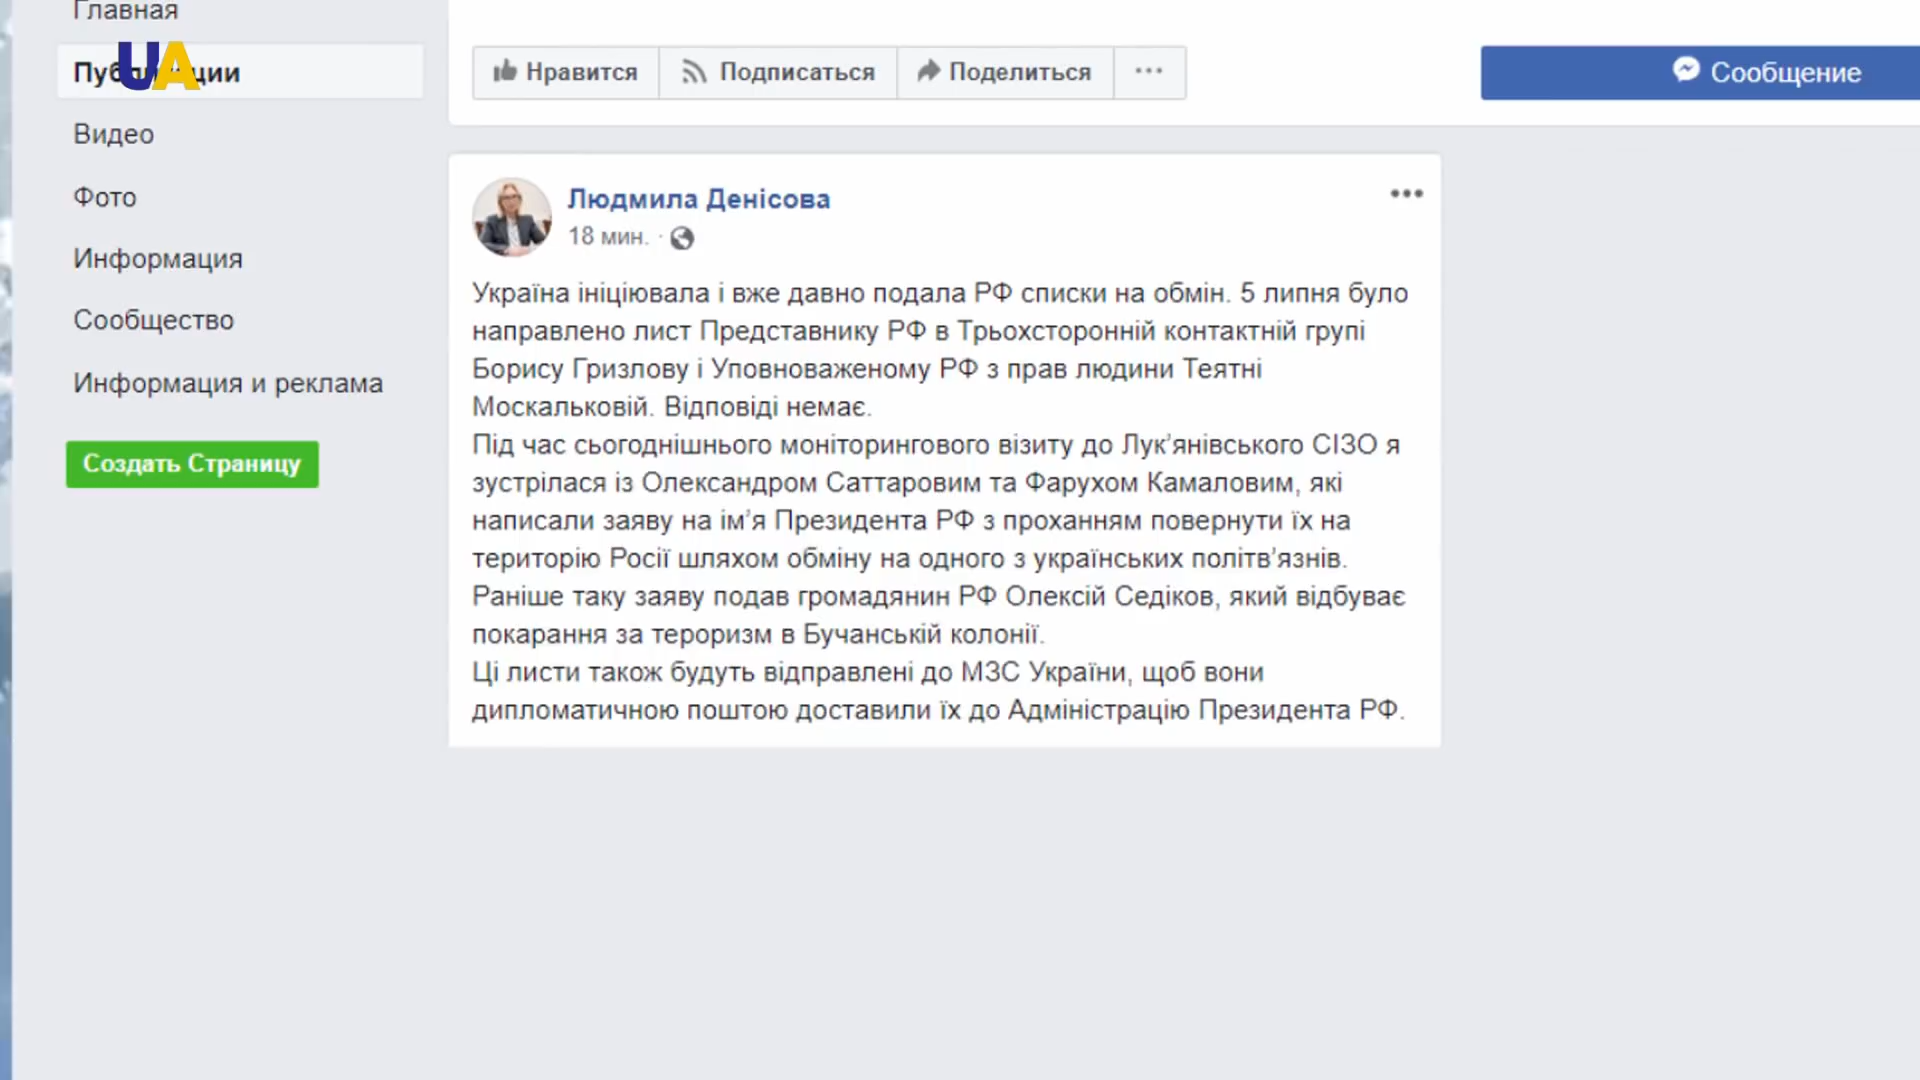 Главная
Публикации
UA
Видео
Фото
Информация
Сообщество
Информация и реклама
Создать Страницу
Нравится
Подписаться
Поделиться
Сообщение
Людмила Денісова
18 мин.
Україна ініціювала і вже давно подала РФ списки на обмін. 5 липня було
направлено лист Представнику РФ в Трьохсторонній контактній групі
Борису Гризлову і Уповноваженому РФ з прав людини Теятні
Москальковій. Відповіді немає.
Під час сьогоднішнього моніторингового візиту до Лук’янівського СІЗО я
зустрілася із Олександром Саттаровим та Фарухом Камаловим, які
написали заяву на ім’я Президента РФ з проханням повернути їх на
територію Росії шляхом обміну на одного з українських політв’язнів.
Раніше таку заяву подав громадянин РФ Олексій Седіков, який відбуває
покарання за тероризм в Бучанській колонії.
Ці листи також будуть відправлені до МЗС України, щоб вони
дипломатичною поштою доставили їх до Адміністрацію Президента РФ.